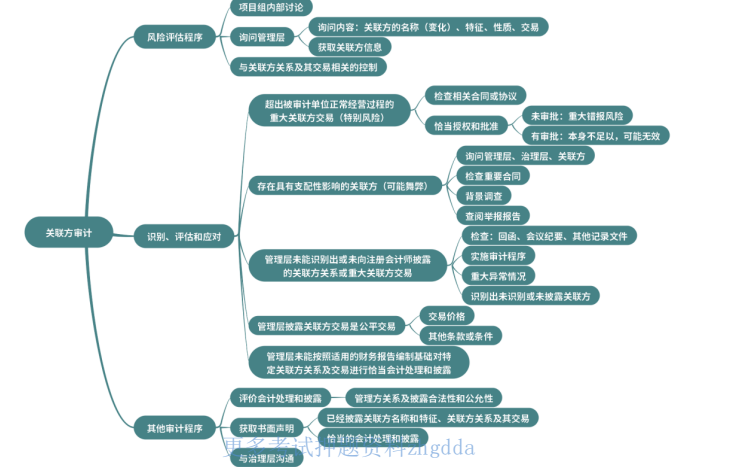 关联方审计
风险评估程序
项目组内部讨论
询问管理层
询问内容：关联方的名称（变化）、特征、性质、交易
获取关联方信息
与关联方关系及其交易相关的控制
识别、评估和应对
超出被审计单位正常经营过程的
重大关联方交易（特别风险）
检查相关合同或协议
恰当授权和批准
未审批：重大错报风险
有审批：本身不足以，可能无效
存在具有支配性影响的关联方（可能舞弊）
询问管理层、治理层、关联方
检查重要合同
背景调查
查阅举报报告
管理层未能识别出或未向注册会计师披露
的关联方关系或重大关联方交易
检查：回函、会议纪要、其他记录文件
实施审计程序
重大异常情况
识别出未识别或未披露关联方
管理层披露关联方交易是公平交易
交易价格
其他条款或条件
管理层未能按照适用的财务报告编制基础对特
定关联方关系及交易进行恰当会计处理和披露
其他审计程序
评价会计处理和披露
管理方关系及披露合法性和公允性
获取书面声明
已经披露关联方名称和特征、关联方关系及其交易
恰当的会计处理和披露
与治理层沟通
更多考试押题资料zhgdda